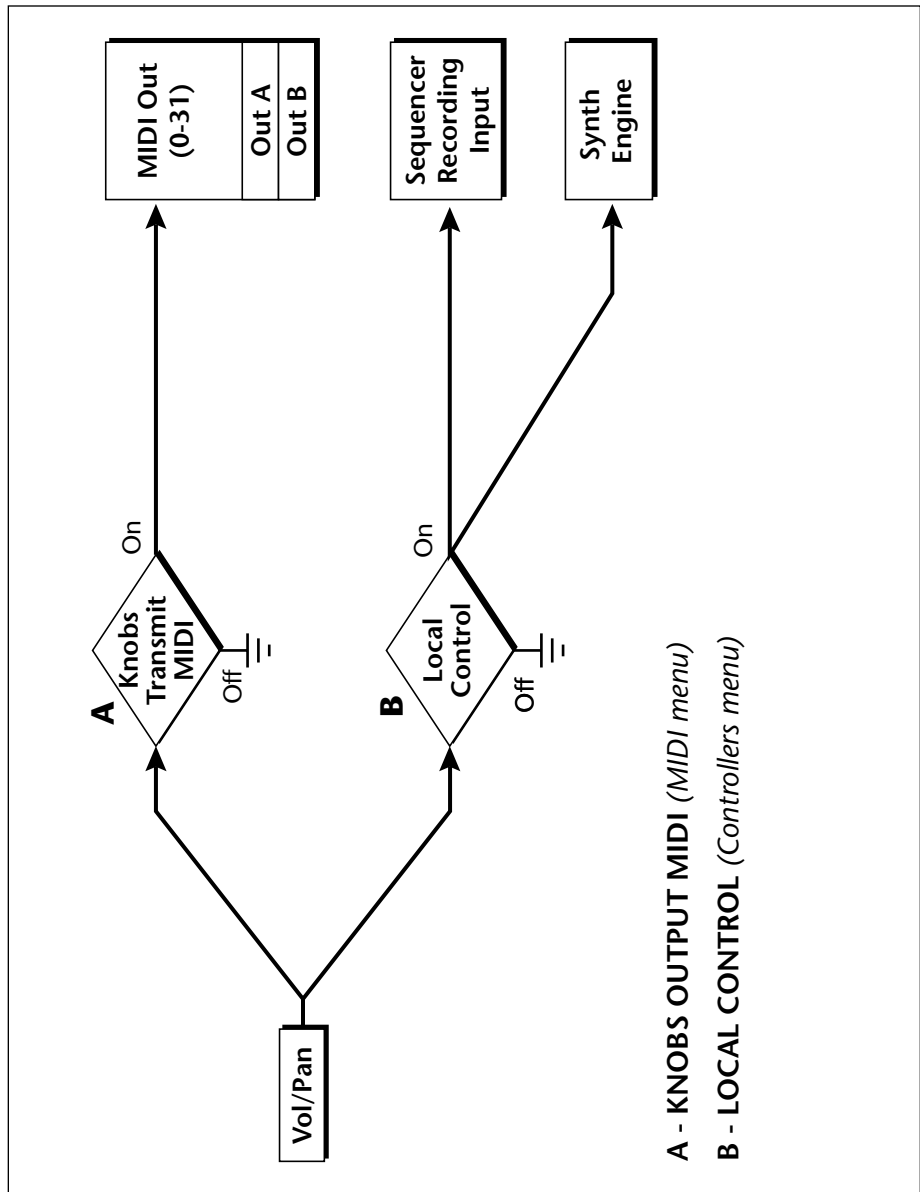 Vol/Pan
A
Knobs
Transmit
MIDI
On
Off
MIDI Out
(0-31)
Out A
Out B
B
Local
Control
On
Off
Sequencer
Recording
Input
Synth
Engine
A - KNOBS OUTPUT MIDI (MIDI menu)
B - LOCAL CONTROL (Controllers menu)